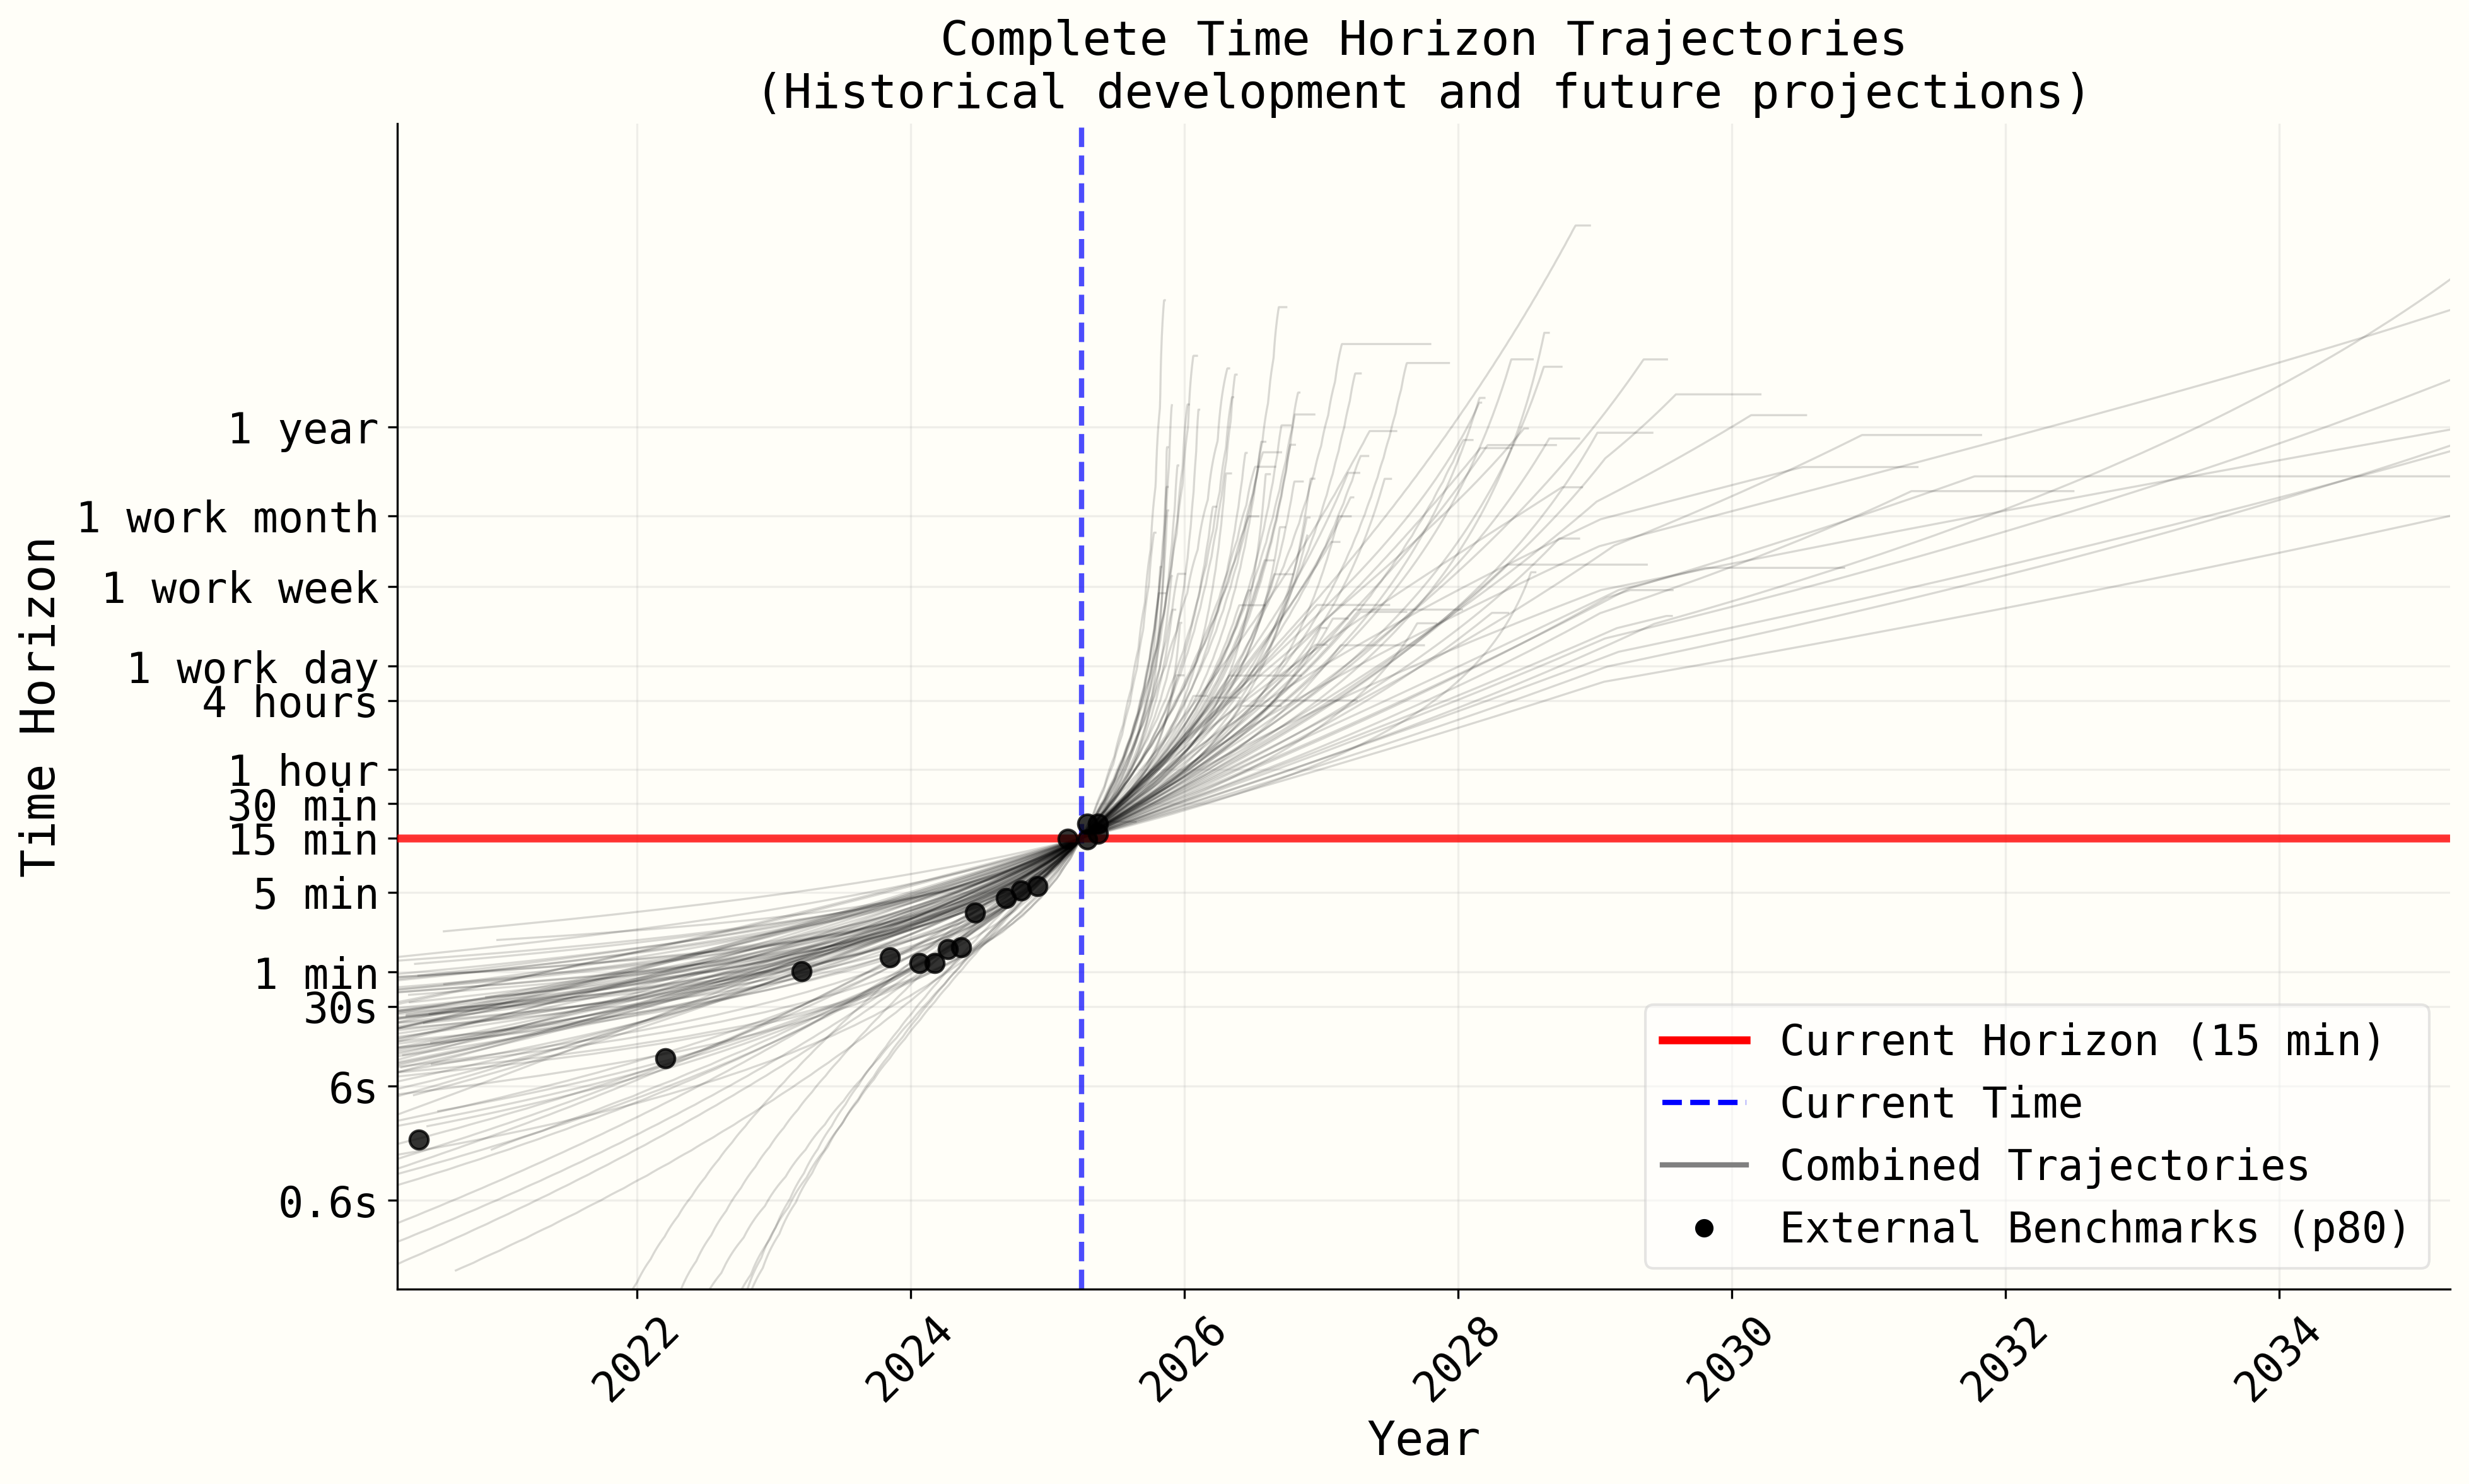 Complete Time Horizon Trajectories
(Historical development and future projections)
Time Horizon
1 year
1 work month
1 work week
1 work day
4 hours
1 hour
30 min
15 min
5 min
1 min
30s
6s
0.6s
Current Horizon (15 min)
Current Time
Combined Trajectories
External Benchmarks (p80)
2022
2024
2026
2028
2030
2032
2034
Year